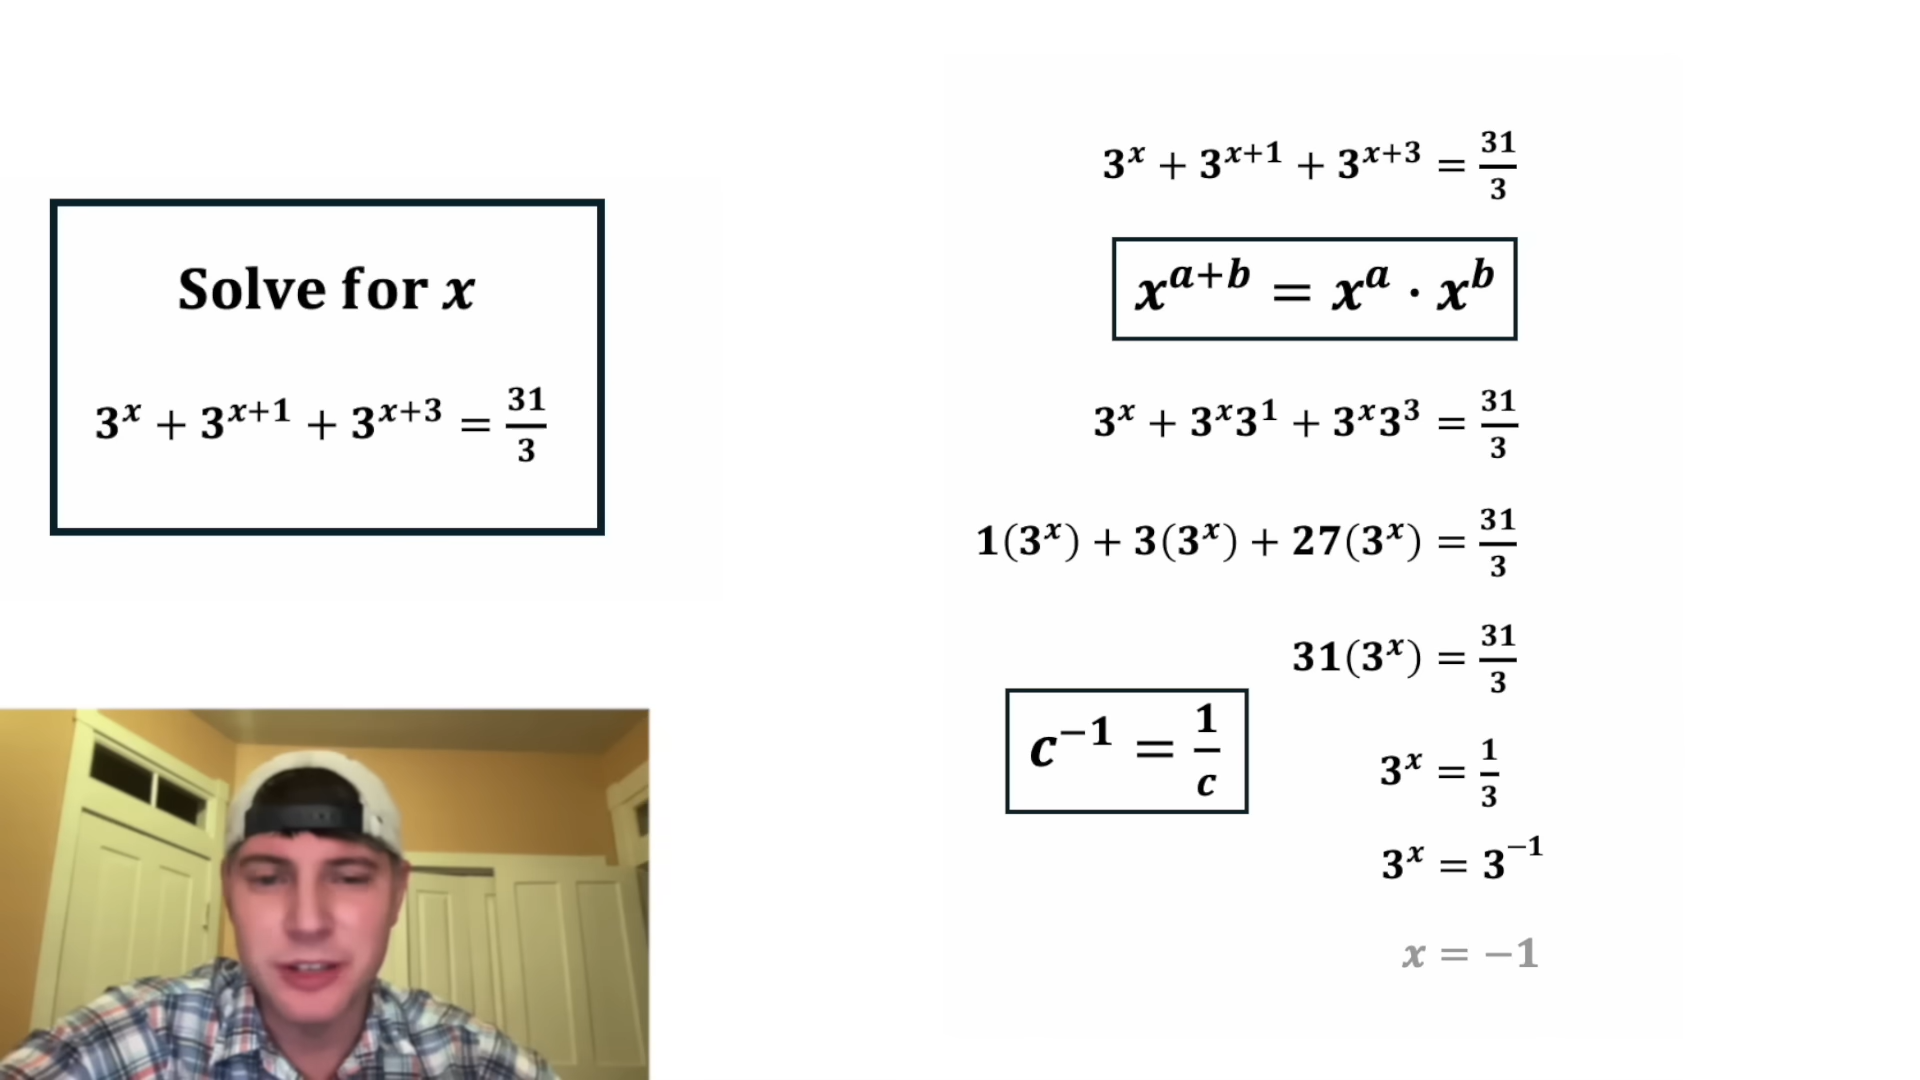 Solve for x
3^x + 3^{x+1} + 3^{x+3} = 31/3
3^x + 3^{x+1} + 3^{x+3} = 31/3
x^{a+b} = x^a · x^b
3^x + 3^x3^1 + 3^x3^3 = 31/3
1(3^x) + 3(3^x) + 27(3^x) = 31/3
31(3^x) = 31/3
c^{−1} = 1/c
3^x = 1/3
3^x = 3^{−1}
x = −1